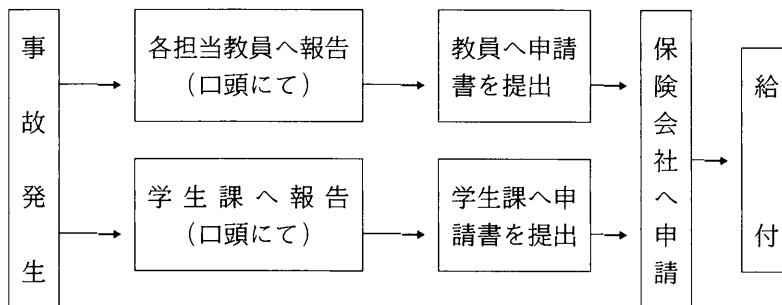 事故発生
各担当教員へ報告
(口頭にて)
教員へ申請
書を提出
学生課へ報告
(口頭にて)
学生課へ申
請書を提出
保険会社へ申請
給付